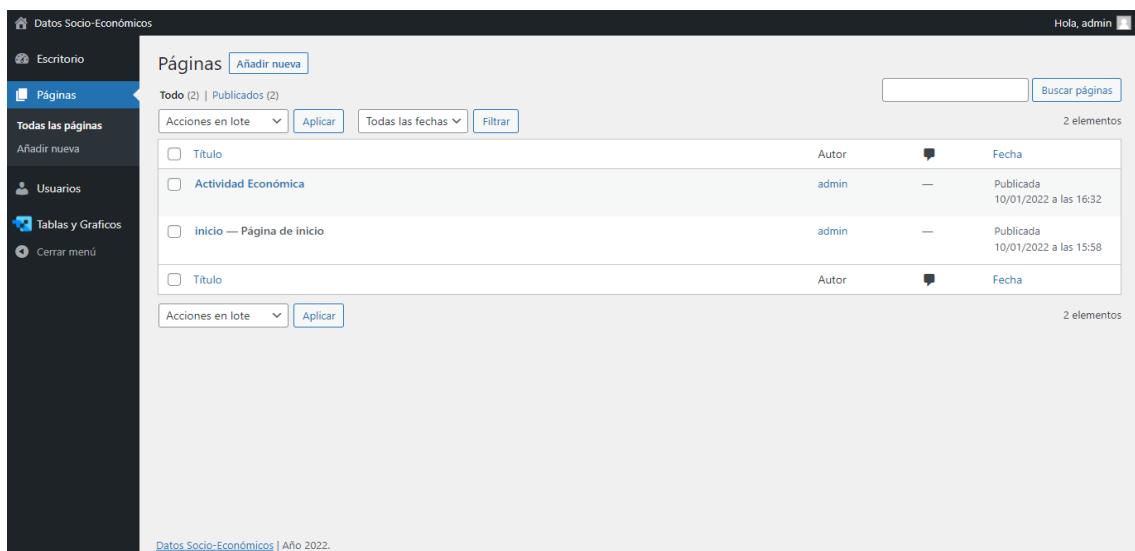 Datos Socio-Económicos
Hola, admin
Escritorio
Páginas
Todas las páginas
Añadir nueva
Usuarios
Tablas y Graficos
Cerrar menú
Páginas Añadir nueva
Todo (2) | Publicados (2)
Buscar páginas
Acciones en lote Aplicar Todas las fechas Filtrar 2 elementos
Título Autor Fecha
Actividad Económica admin — Publicada
10/01/2022 a las 16:32
inicio — Página de inicio admin — Publicada
10/01/2022 a las 15:58
Título Autor Fecha
Acciones en lote Aplicar 2 elementos
Datos Socio-Económicos | Año 2022.